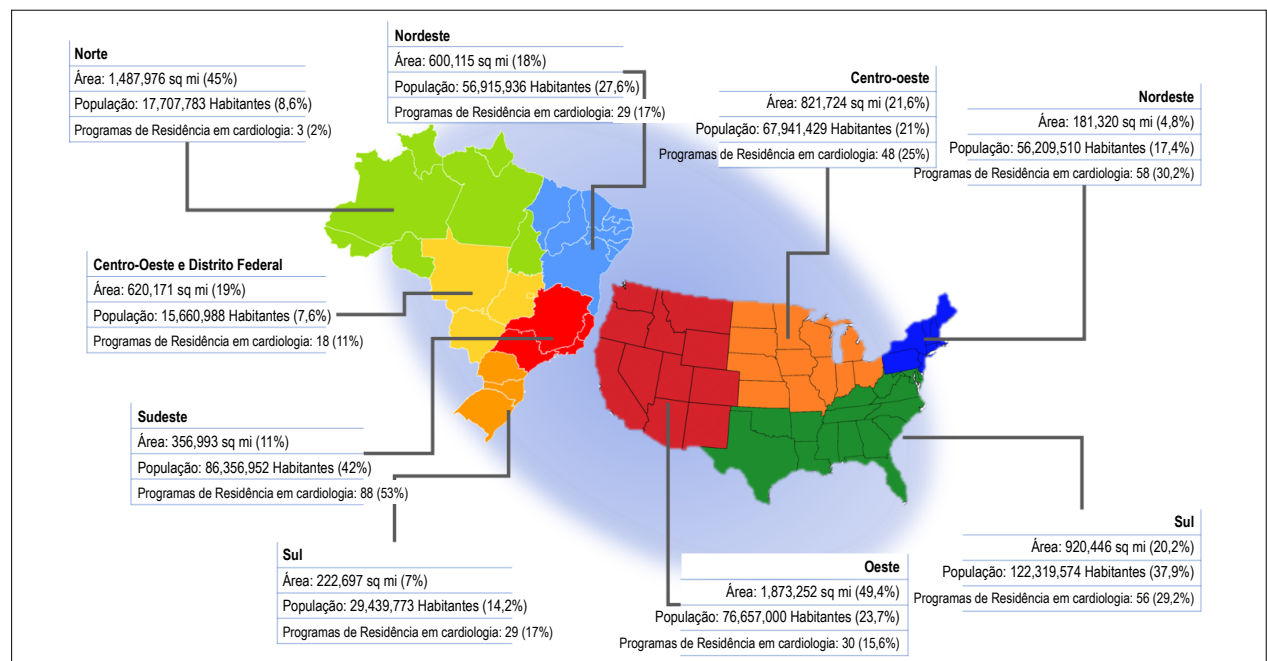 Norte
Área: 1,487,976 sq mi (45%)
População: 17,707,783 Habitantes (8,6%)
Programas de Residência em cardiologia: 3 (2%)
Nordeste
Área: 600,115 sq mi (18%)
População: 56,915,936 Habitantes (27,6%)
Programas de Residência em cardiologia: 29 (17%)
Centro-oeste
Área: 821,724 sq mi (21,6%)
População: 67,941,429 Habitantes (21%)
Programas de Residência em cardiologia: 48 (25%)
Nordeste
Área: 181,320 sq mi (4,8%)
População: 56,209,510 Habitantes (17,4%)
Programas de Residência em cardiologia: 58 (30,2%)
Centro-Oeste e Distrito Federal
Área: 620,171 sq mi (19%)
População: 15,660,988 Habitantes (7,6%)
Programas de Residência em cardiologia: 18 (11%)
Sudeste
Área: 356,993 sq mi (11%)
População: 86,356,952 Habitantes (42%)
Programas de Residência em cardiologia: 88 (53%)
Sul
Área: 222,697 sq mi (7%)
População: 29,439,773 Habitantes (14,2%)
Programas de Residência em cardiologia: 29 (17%)
Oeste
Área: 1,873,252 sq mi (49,4%)
População: 76,657,000 Habitantes (23,7%)
Programas de Residência em cardiologia: 30 (15,6%)
Sul
Área: 920,446 sq mi (20,2%)
População: 122,319,574 Habitantes (37,9%)
Programas de Residência em cardiologia: 56 (29,2%)